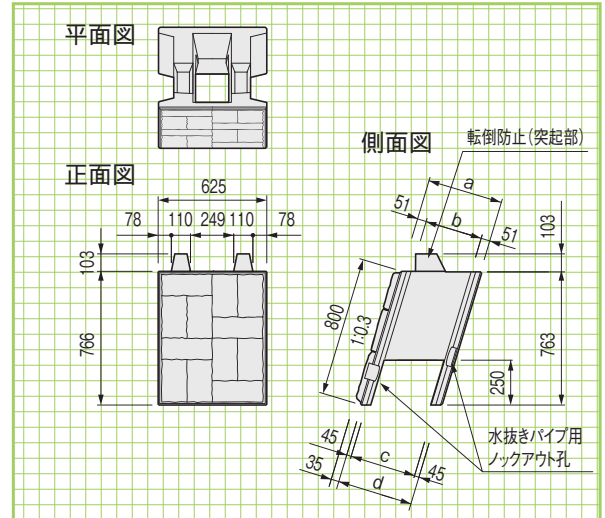 平面図
正面図
625
78 110 249 110 78
103
766
側面図
転倒防止(突起部)
a
51 b 51
103
800
1:0.3
763
250
水抜きパイプ用
ノックアウト孔
45 c 45
35 d